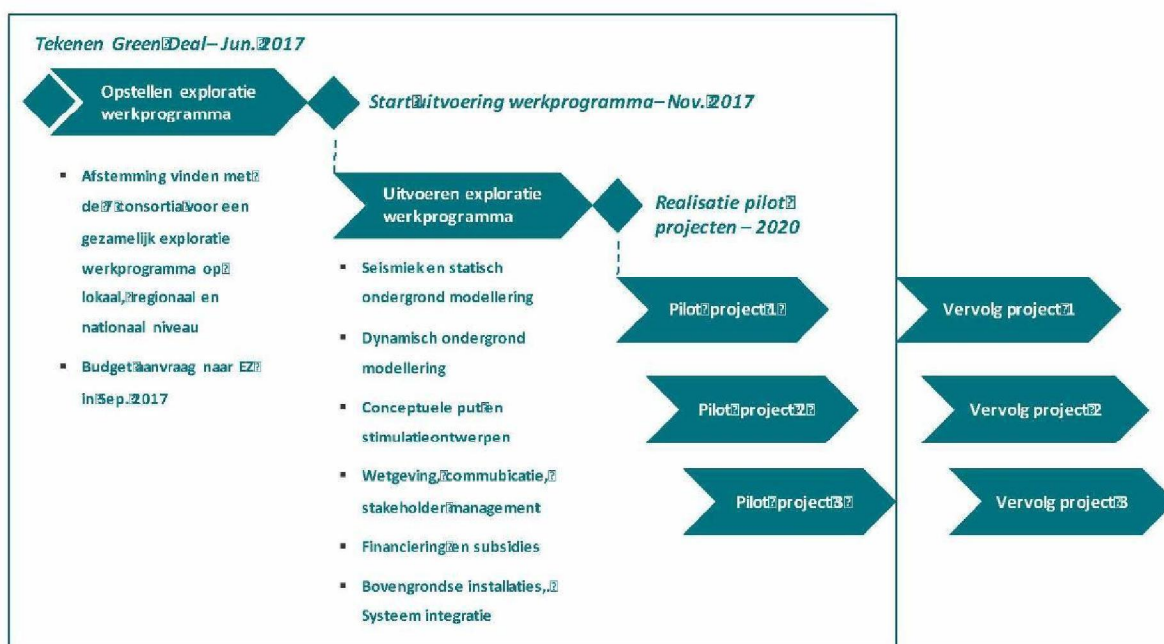 Tekenen Green⍰Deal– Jun.⍰2017
Opstellen exploratie
werkprogramma
Start⍰uitvoering werkprogramma– Nov.⍰2017
▪ Afstemming vinden met⍰
de⍰7⍰consortia⍰voor een
gezamelijk exploratie
werkprogramma op⍰
lokaal,⍰regionaal en
nationaal niveau
▪ Budget⍰aanvraag naar EZ⍰
in⍰Sep.⍰2017
Uitvoeren exploratie
werkprogramma
Realisatie pilot⍰
projecten – 2020
▪ Seismiek en statisch
ondergrond modellering
▪ Dynamisch ondergrond
modellering
▪ Conceptuele put⍰en
stimulatieontwerpen
▪ Wetgeving,⍰commubicatie,⍰
stakeholder⍰management
▪ Financiering⍰en subsidies
▪ Bovengrondse installaties,.⍰
Systeem integratie
Pilot⍰project⍰1⍰
Vervolg project⍰1
Pilot⍰project⍰2⍰
Vervolg project⍰2
Pilot⍰project⍰3⍰
Vervolg project⍰3